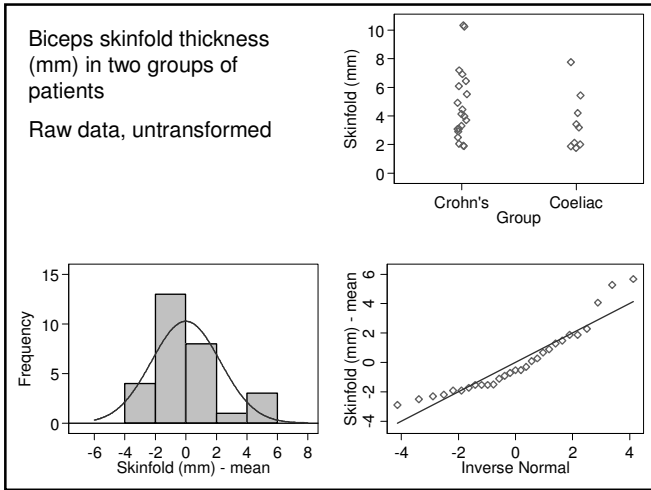 Biceps skinfold thickness
(mm) in two groups of
patients
Raw data, untransformed
Skinfold (mm)
10
8
6
4
2
0
Crohn's Coeliac
Group
Frequency
15
10
5
0
-6 -4 -2 0 2 4 6 8
Skinfold (mm) - mean
Skinfold (mm) - mean
6
4
2
0
-2
-4
-4 -2 0 2 4
Inverse Normal